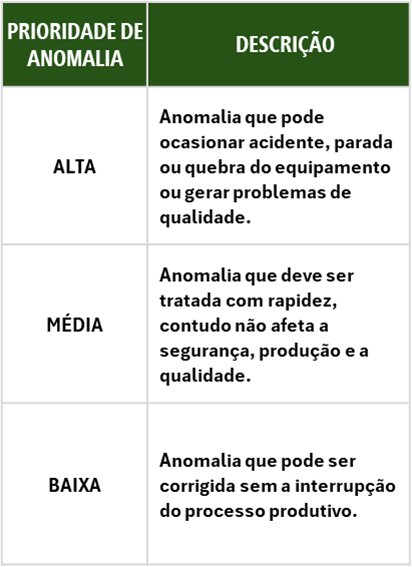 PRIORIDADE DE
ANOMALIA
DESCRIÇÃO
ALTA
Anomalia que pode
ocasionar acidente, parada
ou quebra do equipamento
ou gerar problemas de
qualidade.
MÉDIA
Anomalia que deve ser
tratada com rapidez,
contudo não afeta a
segurança, produção e a
qualidade.
BAIXA
Anomalia que pode ser
corrigida sem a interrupção
do processo produtivo.